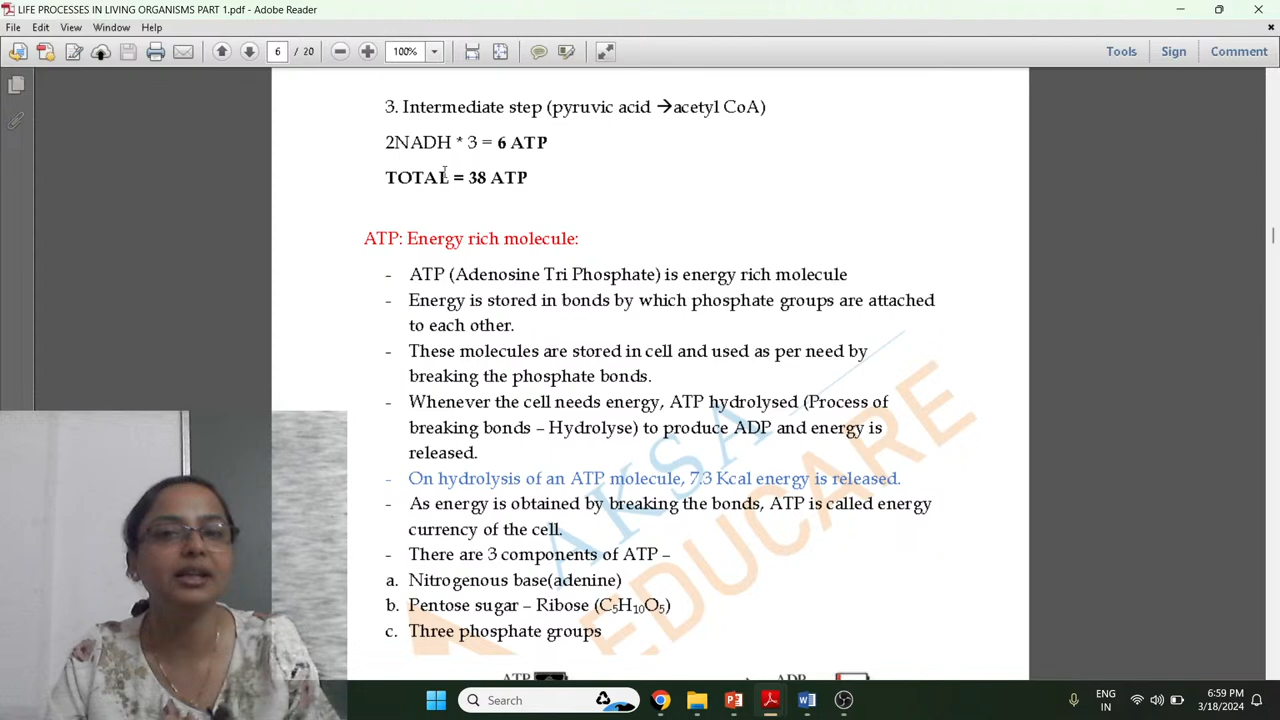 LIFE PROCESSES IN LIVING ORGANISMS PART 1.pdf - Adobe Reader
File Edit View Window Help
6 / 20 100% Tools Sign Comment
3. Intermediate step (pyruvic acid →acetyl CoA)
2NADH * 3 = 6 ATP
TOTAL = 38 ATP
ATP: Energy rich molecule:
- ATP (Adenosine Tri Phosphate) is energy rich molecule
- Energy is stored in bonds by which phosphate groups are attached
to each other.
- These molecules are stored in cell and used as per need by
breaking the phosphate bonds.
- Whenever the cell needs energy, ATP hydrolysed (Process of
breaking bonds – Hydrolyse) to produce ADP and energy is
released.
- On hydrolysis of an ATP molecule, 7.3 Kcal energy is released.
- As energy is obtained by breaking the bonds, ATP is called energy
currency of the cell.
- There are 3 components of ATP –
a. Nitrogenous base(adenine)
b. Pentose sugar – Ribose (C₅H₁₀O₅)
c. Three phosphate groups
ATP ADP
AKSA
EDUCARE
Search
ENG
IN
6:59 PM
3/18/2024